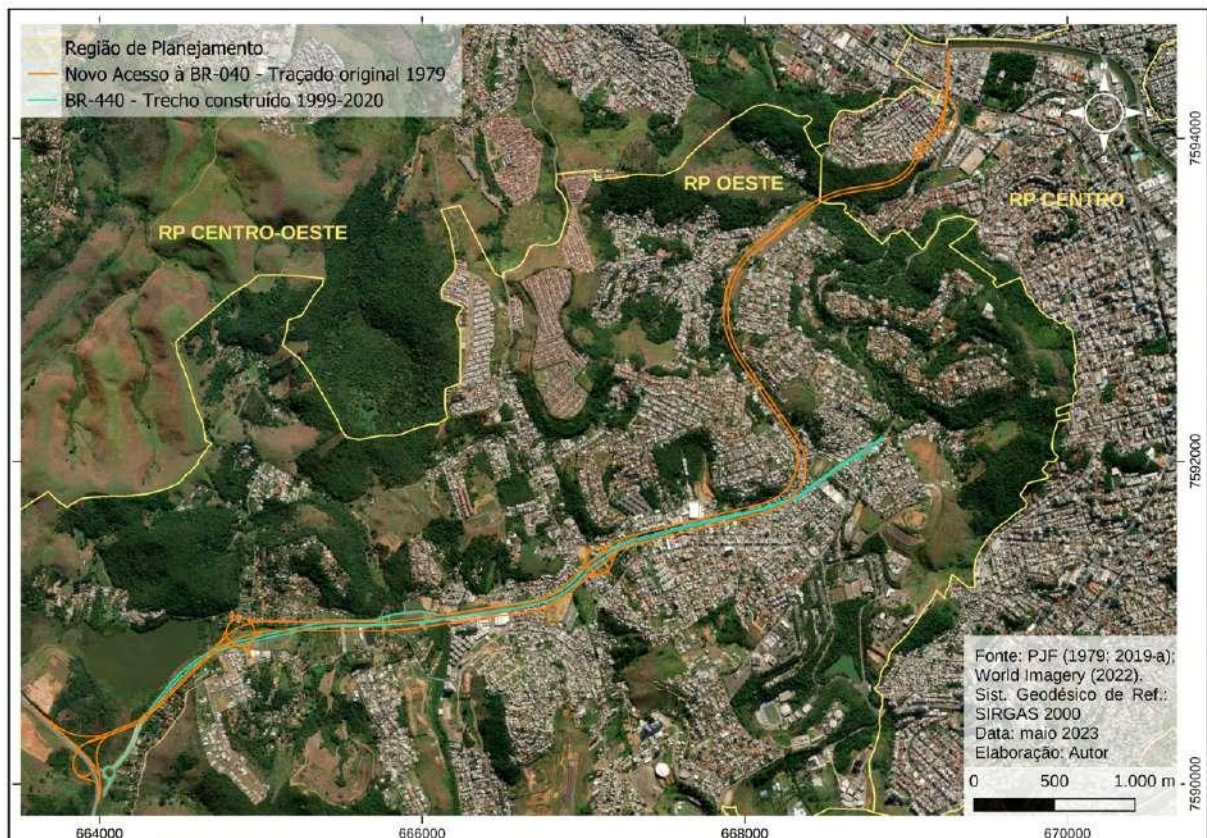 Região de Planejamento
Novo Acesso à BR-040 - Traçado original 1979
BR-440 - Trecho construído 1999-2020
7594000
RP OESTE
RP CENTRO
RP CENTRO-OESTE
7592000
Fonte: PJF (1979; 2019-a);
World Imagery (2022).
Sist. Geodésico de Ref.:
SIRGAS 2000
Data: maio 2023
Elaboração: Autor
0 500 1.000 m
7590000
664000 666000 668000 670000